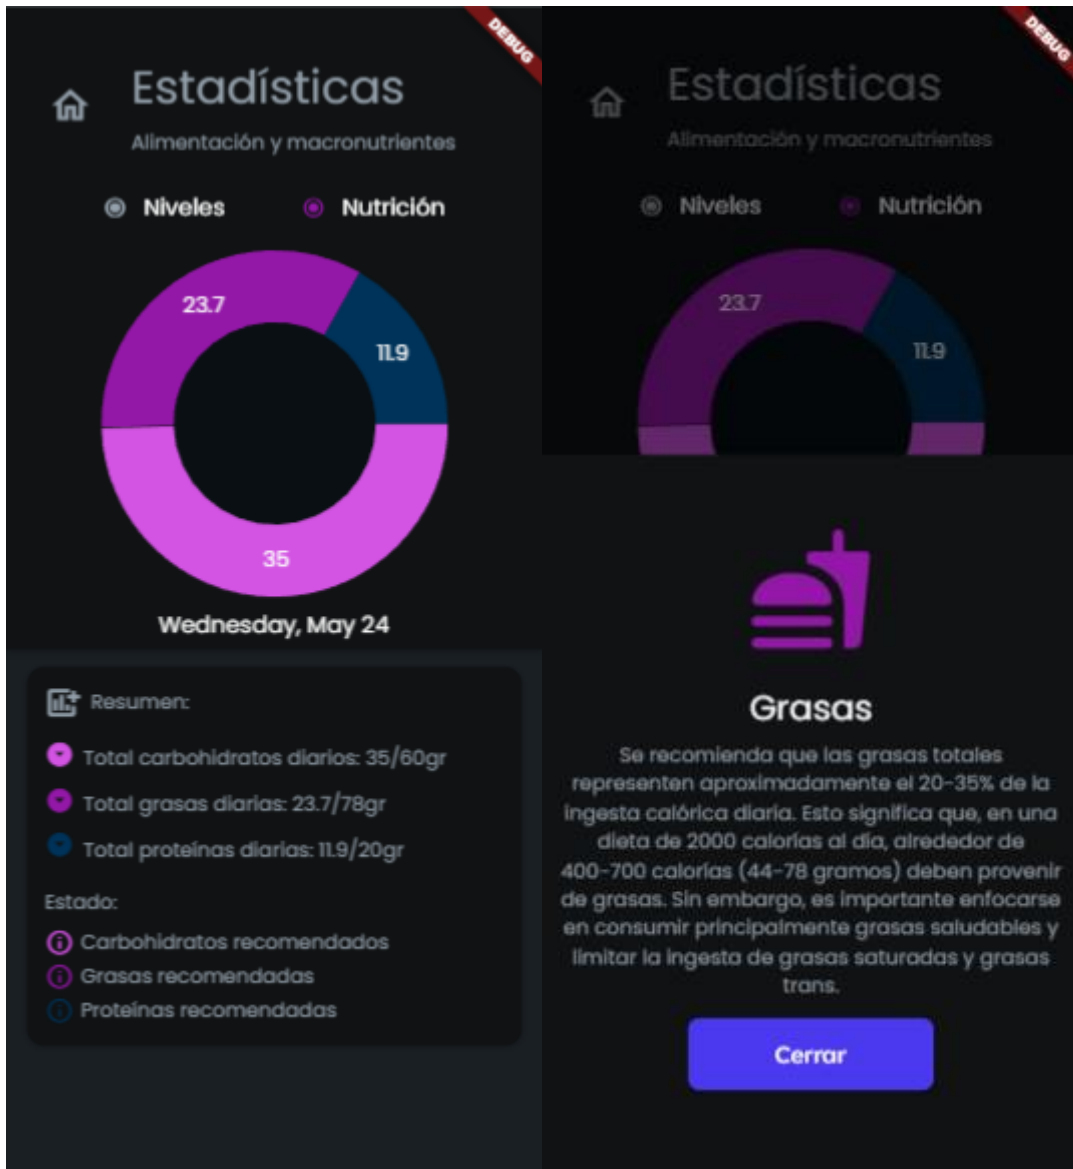 DEBUG
Estadísticas
Alimentación y macronutrientes
Niveles
Nutrición
23.7
11.9
35
Wednesday, May 24
Resumen:
Total carbohidratos diarios: 35/60gr
Total grasas diarias: 23.7/78gr
Total proteínas diarias: 11.9/20gr
Estado:
Carbohidratos recomendados
Grasas recomendadas
Proteínas recomendadas
DEBUG
Estadísticas
Alimentación y macronutrientes
Niveles
Nutrición
23.7
11.9
Grasas
Se recomienda que las grasas totales
representen aproximadamente el 20-35% de la
ingesta calórica diaria. Esto significa que, en una
dieta de 2000 calorías al día, alrededor de
400-700 calorías (44-78 gramos) deben provenir
de grasas. Sin embargo, es importante enfocarse
en consumir principalmente grasas saludables y
limitar la ingesta de grasas saturadas y grasas
trans.
Cerrar